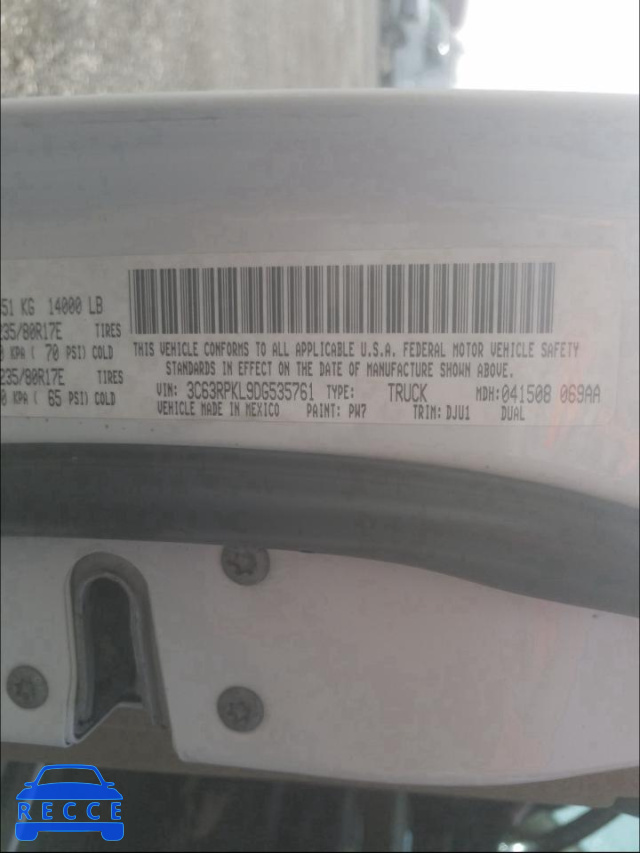 51 KG 14000 LB
235/80R17E TIRES
KPA ( 70 PSI) COLD
235/80R17E TIRES
0 KPA ( 65 PSI) COLD
THIS VEHICLE CONFORMS TO ALL APPLICABLE U.S.A. FEDERAL MOTOR VEHICLE SAFETY
STANDARDS IN EFFECT ON THE DATE OF MANUFACTURE SHOWN ABOVE.
VIN: 3C63RPKL9DG535761 TYPE: TRUCK MDH: 041508 069AA
VEHICLE MADE IN MEXICO PAINT: PW7 TRIM: DJU1 DUAL
RECCE